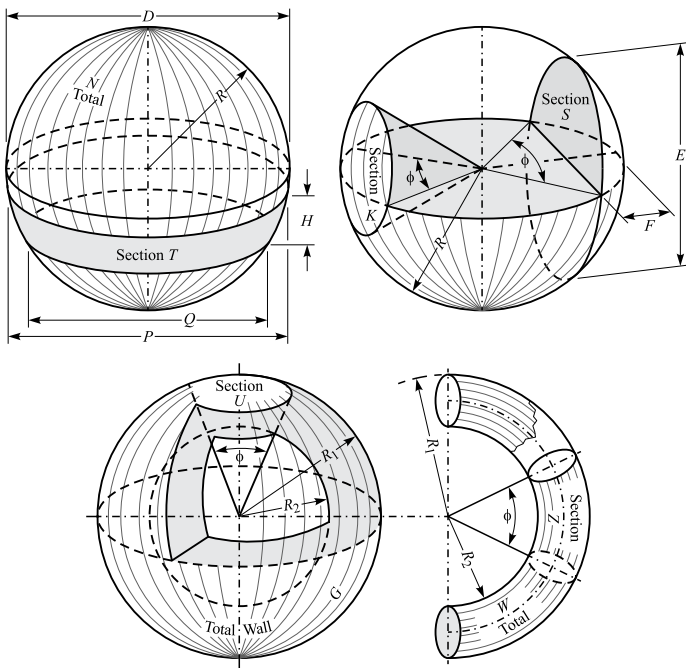 D
N
Total
R
H
Section T
Q
P
Section
S
E
ϕ
ϕ
Section
K
F
R
Section
U
ϕ
R1
R2
G
Total Wall
R1
ϕ
Z
Section
R2
W
Total